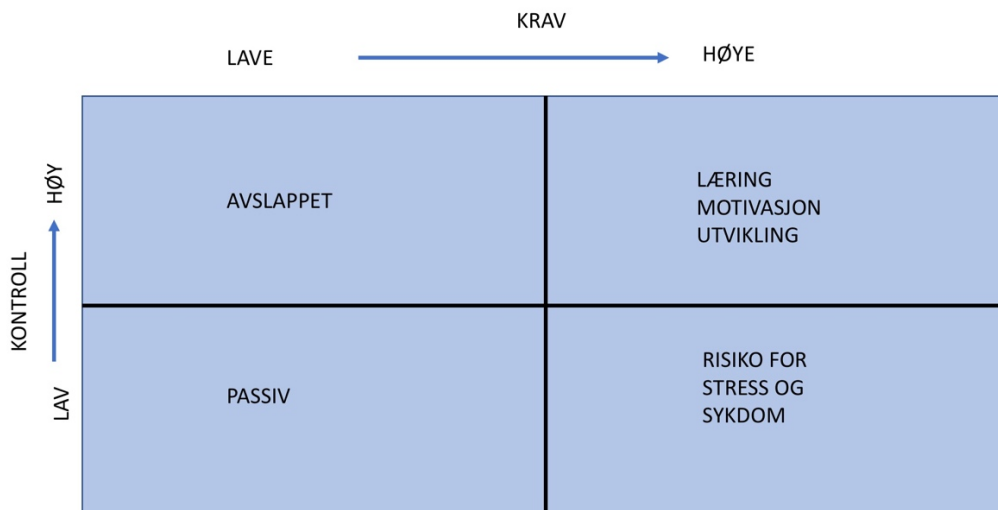 KRAV
LAVE
HØYE
HØY
AVSLAPPET
LÆRING
MOTIVASJON
UTVIKLING
KONTROLL
LAV
PASSIV
RISIKO FOR
STRESS OG
SYKDOM